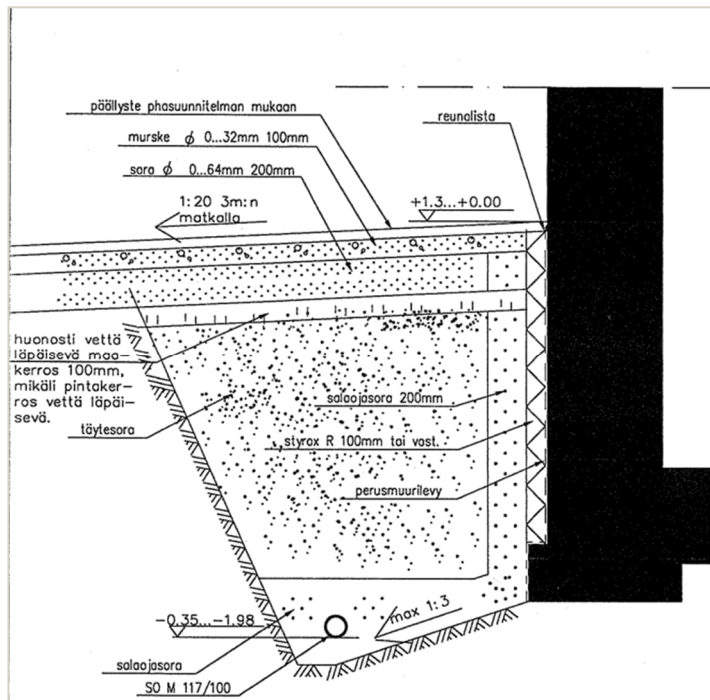 päällyste phasuunnitelman mukaan
reunalista
murske ϕ 0...32mm 100mm
sora ϕ 0...64mm 200mm
1:20 3m:n
matkalla
+1.3...+0.00
huonosti vettä
läpäisevä maa-
kerros 100mm,
mikäli pintaker-
ros vettä läpäi-
sevä.
täytesora
salaojasora 200mm
styrox R 100mm tai vast.
perusmuurilevy
-0.35...-1.98
max 1:3
salaojasora
SO M 117/100